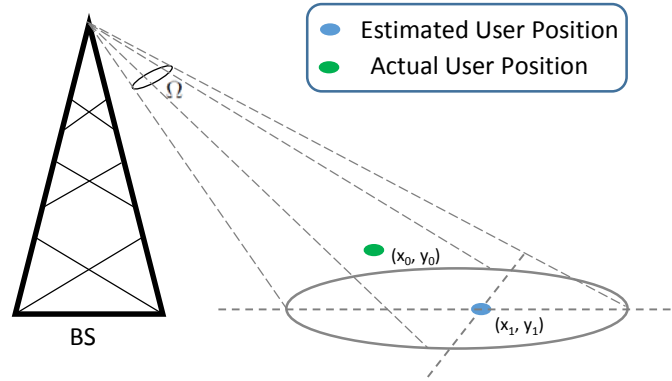 Estimated User Position
Actual User Position
Ω
(x₀, y₀)
(x₁, y₁)
BS